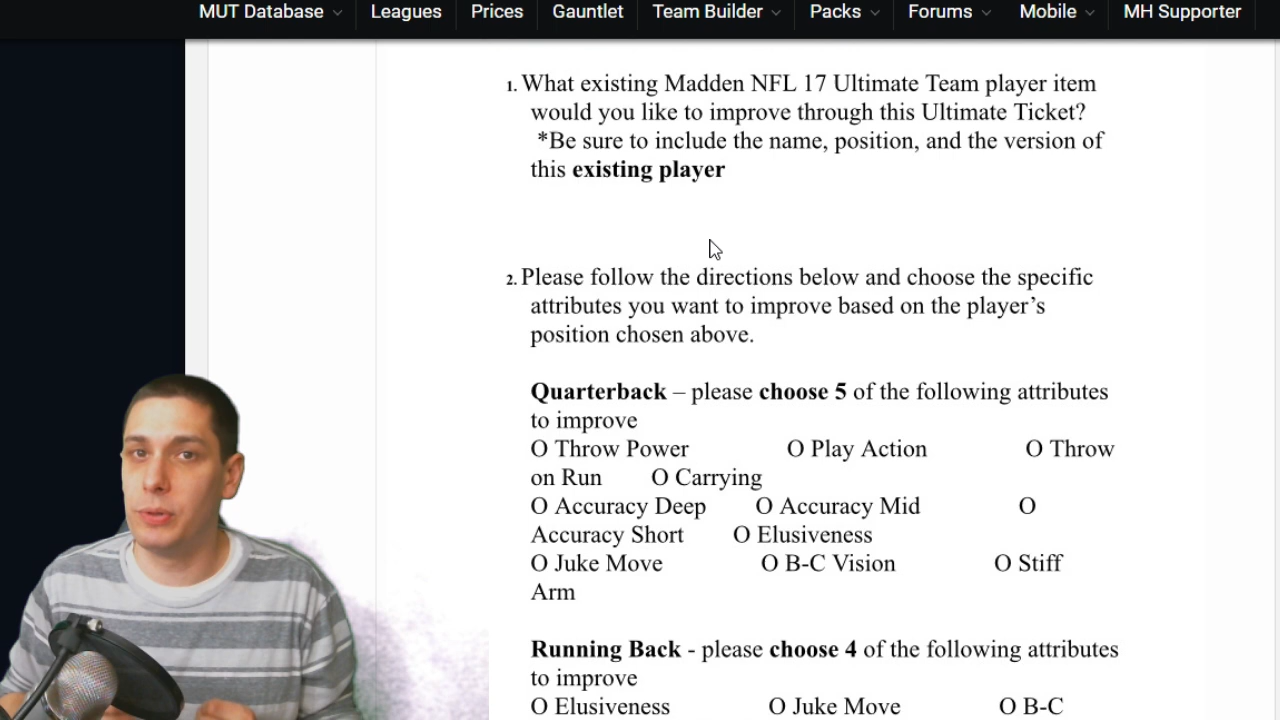 MUT Database Leagues Prices Gauntlet Team Builder Packs Forums Mobile MH Supporter
1. What existing Madden NFL 17 Ultimate Team player item
would you like to improve through this Ultimate Ticket?
*Be sure to include the name, position, and the version of
this existing player
2. Please follow the directions below and choose the specific
attributes you want to improve based on the player’s
position chosen above.
Quarterback – please choose 5 of the following attributes
to improve
O Throw Power O Play Action O Throw
on Run O Carrying
O Accuracy Deep O Accuracy Mid O
Accuracy Short O Elusiveness
O Juke Move O B-C Vision O Stiff
Arm
Running Back - please choose 4 of the following attributes
to improve
O Elusiveness O Juke Move O B-C